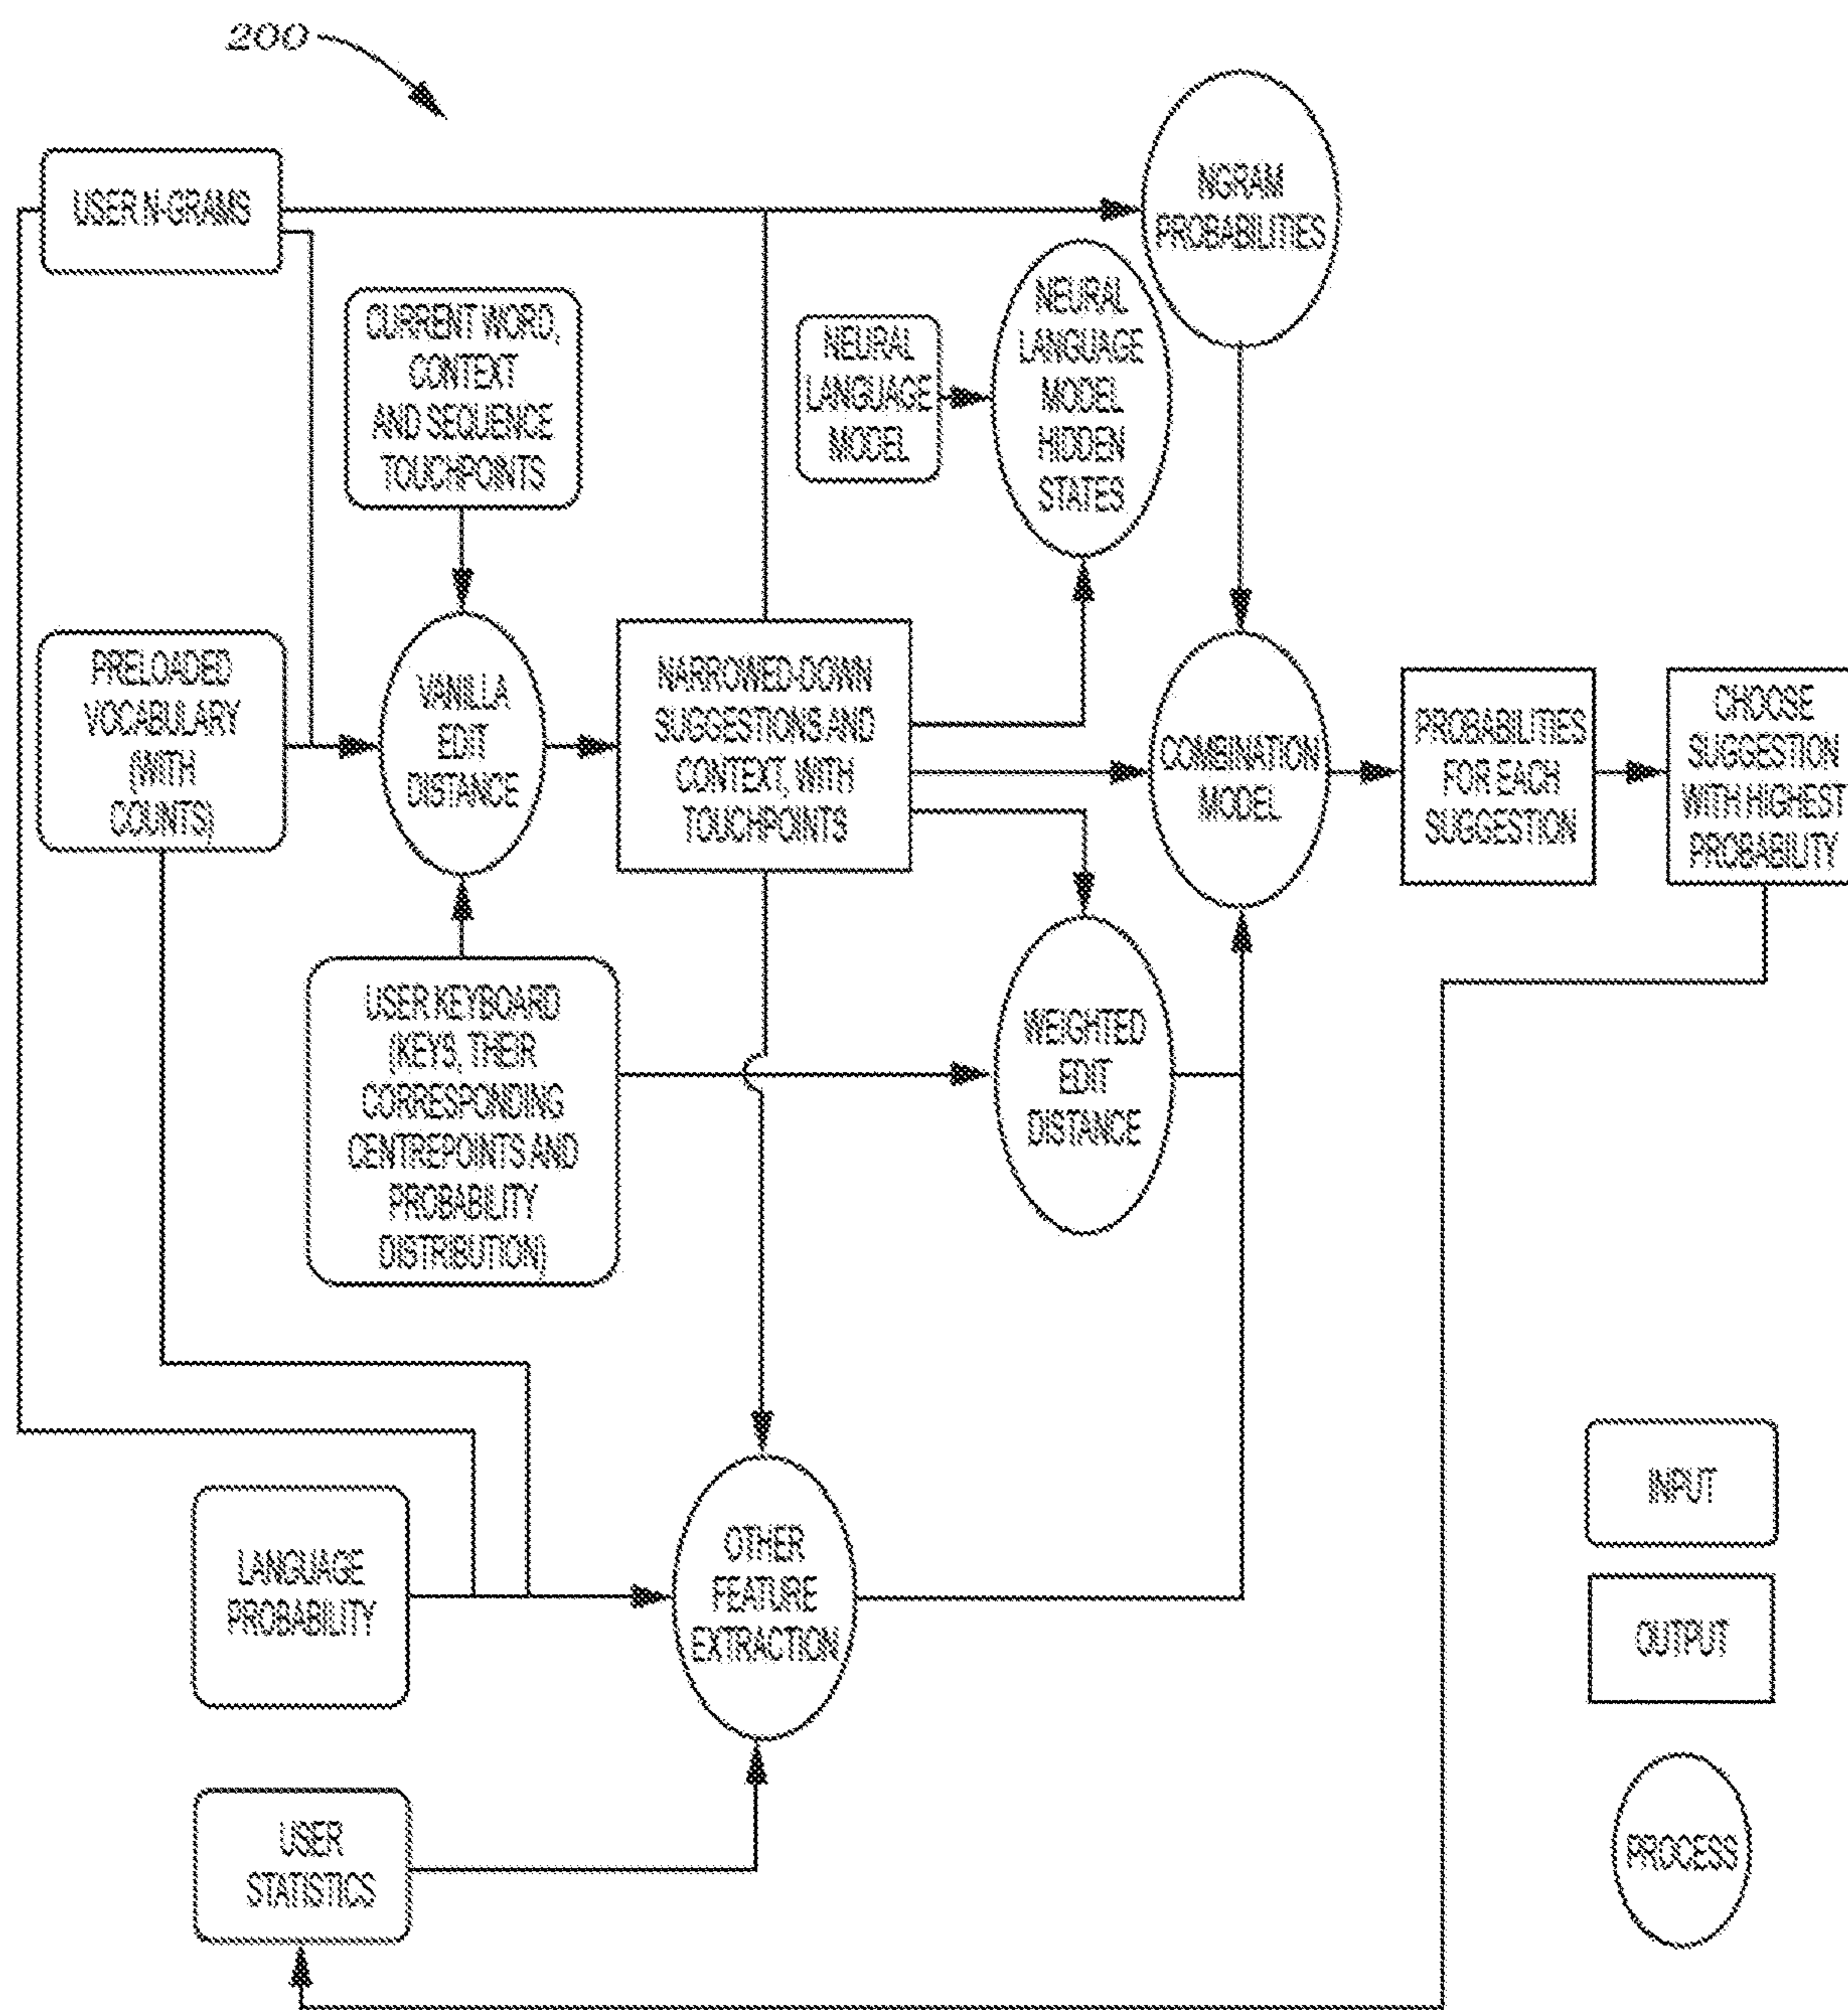 200
USER N-GRAMS
NGRAM
PROBABILITIES
CURRENT WORD,
CONTEXT
AND SEQUENCE
TOUCHPOINTS
NEURAL
LANGUAGE
MODEL
NEURAL
LANGUAGE
MODEL
HIDDEN
STATES
PRELOADED
VOCABULARY
(WITH
COUNTS)
VANILLA
EDIT
DISTANCE
NARROWED-DOWN
SUGGESTIONS AND
CONTEXT, WITH
TOUCHPOINTS
COMBINATION
MODEL
PROBABILITIES
FOR EACH
SUGGESTION
CHOOSE
SUGGESTION
WITH HIGHEST
PROBABILITY
USER KEYBOARD
(KEYS, THEIR
CORRESPONDING
CENTREPOINTS AND
PROBABILITY
DISTRIBUTION)
WEIGHTED
EDIT
DISTANCE
LANGUAGE
PROBABILITY
OTHER
FEATURE
EXTRACTION
USER
STATISTICS
INPUT
OUTPUT
PROCESS